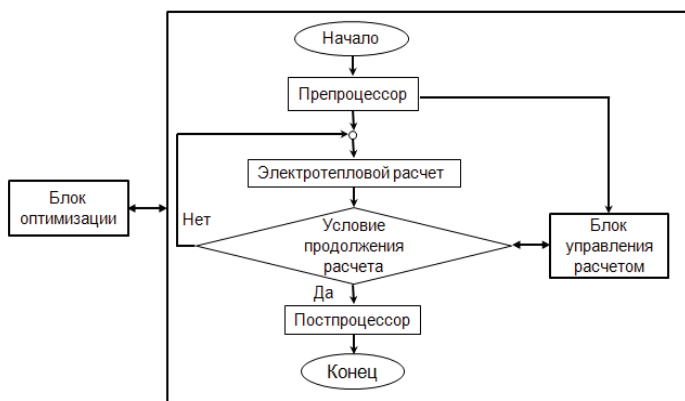 Начало
Препроцессор
Электротепловой расчет
Блок
оптимизации
Нет
Условие
продолжения
расчета
Блок
управления
расчетом
Да
Постпроцессор
Конец